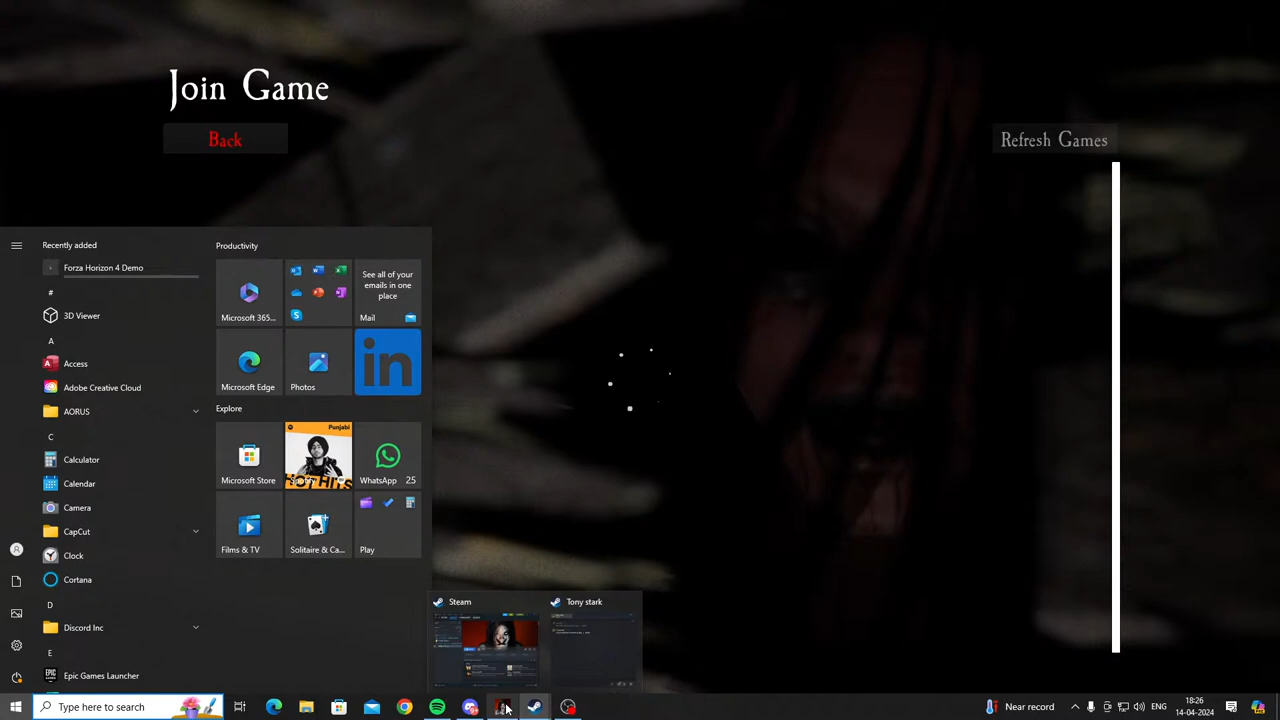 Join Game
Back
Refresh Games
Recently added
Forza Horizon 4 Demo
#
3D Viewer
A
Access
Adobe Creative Cloud
AORUS
C
Calculator
Calendar
Camera
CapCut
Clock
Cortana
D
Discord Inc
E
Epic Games Launcher
Productivity
Microsoft 365...
See all of your
emails in one
place
Mail
Microsoft Edge
Photos
in
Explore
Microsoft Store
Punjabi
Spotify
WhatsApp 25
Films & TV
Solitaire & Ca...
Play
Steam
Tony stark
Type here to search
Near record
ENG
18:26
14-04-2024